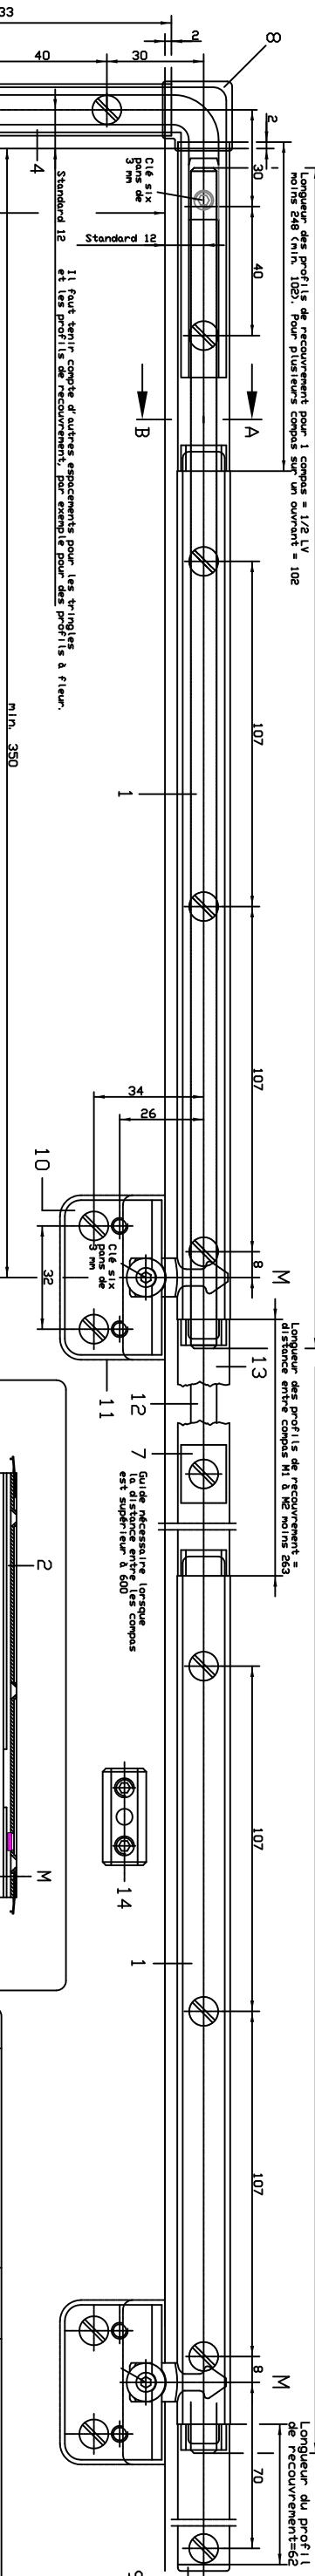 33
2
8
40
30
2
4
30
Longueur des profils de recouvrement pour 1 compas = 1/2 LV
moins 248 (min. 102). Pour plusieurs compas sur un ouvrant = 102
Clé six
pans de
3 mm
Standard 12
Standard 12
40
B
A
Il faut tenir compte d'autres espacements pour les tringles
et les profils de recouvrement, par exemple pour des profils à fleur.
min. 350
107
1
107
34
26
10
32
Clé six
pans de
3 mm
11
8
M
Longueur des profils de recouvrement =
distance entre compas M1 à M2 moins 263
13
12
7
Guide nécessaire lorsque
la distance entre les compas
est supérieur à 600
2
M
14
107
1
107
8
M
70
Longueur du profil
de recouvrement=62